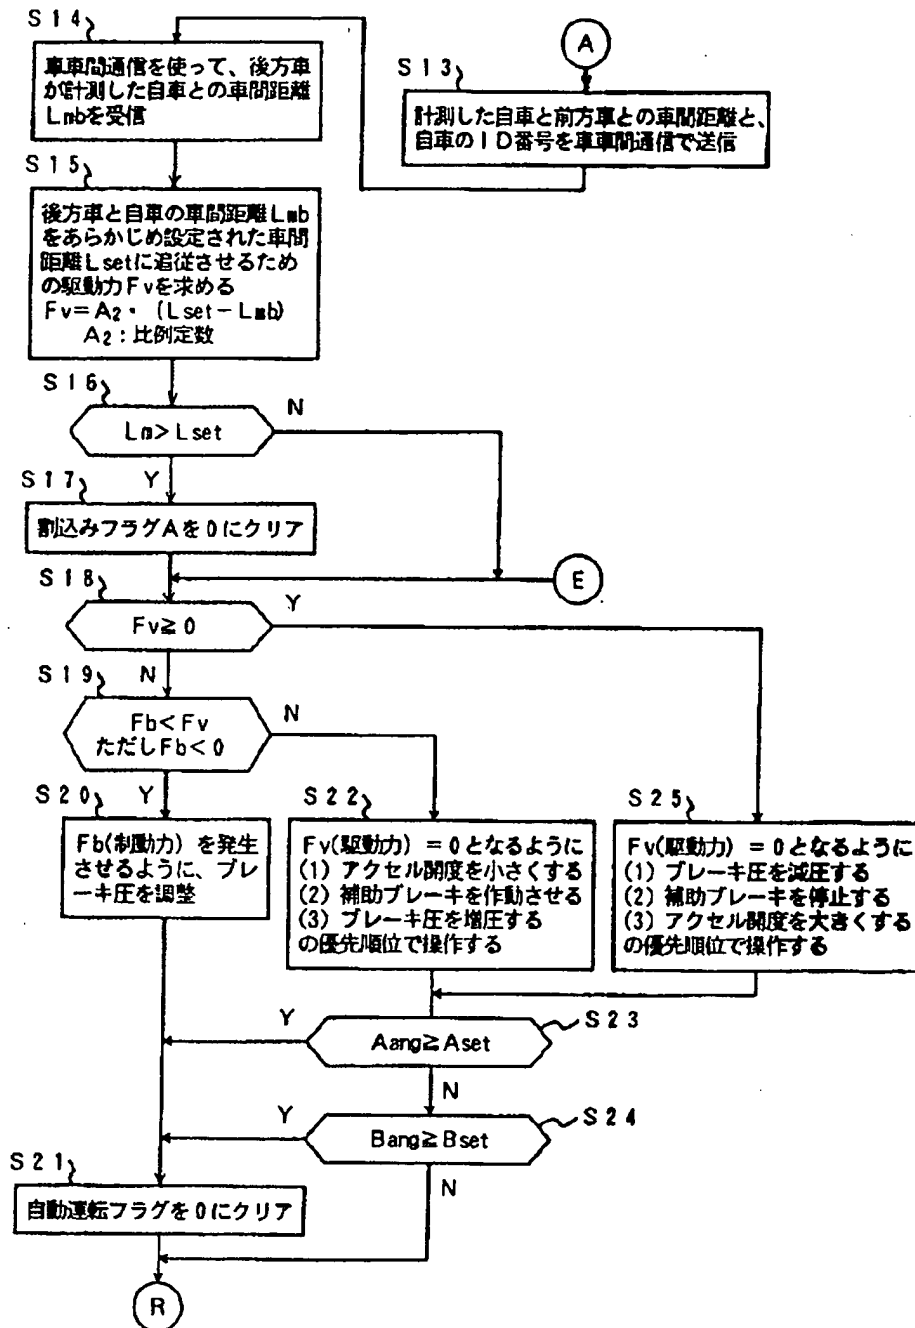 A
S13
計測した自車と前方車との車間距離と、
自車のID番号を車車間通信で送信
S14
車車間通信を使って、後方車
が計測した自車との車間距離
Lmbを受信
S15
後方車と自車の車間距離Lmb
をあらかじめ設定された車間
距離Lsetに追従させるため
の駆動力Fvを求める
Fv=A2・(Lset-Lmb)
A2:比例定数
S16
Lm>Lset
N
Y
S17
割込みフラグAを0にクリア
E
S18
Fv≧0
Y
N
S19
Fb<Fv
ただしFb<0
N
Y
S20
Fb(制動力)を発生
させるように、ブレ
ーキ圧を調整
S22
Fv(駆動力)=0となるように
(1) アクセル開度を小さくする
(2) 補助ブレーキを作動させる
(3) ブレーキ圧を増圧する
の優先順位で操作する
S25
Fv(駆動力)=0となるように
(1) ブレーキ圧を減圧する
(2) 補助ブレーキを停止する
(3) アクセル開度を大きくする
の優先順位で操作する
S23
Aang≧Aset
Y
N
S24
Bang≧Bset
Y
N
S21
自動運転フラグを0にクリア
R